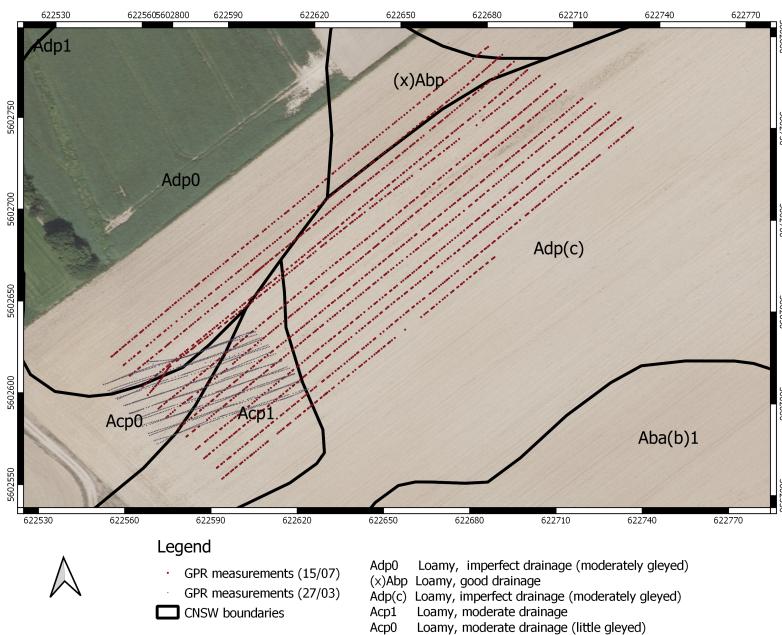 622530 622560 5602800 622590 622620 622650 622680 622710 622740 622770
Adp1
(x)Abp
5602750
Adp0
5602700
Adp(c)
5602650
5602600
Acp0
Acp1
Aba(b)1
5602550
622530 622560 622590 622620 622650 622680 622710 622740 622770
Legend
GPR measurements (15/07)
GPR measurements (27/03)
CNSW boundaries
Adp0 Loamy, imperfect drainage (moderately gleyed)
(x)Abp Loamy, good drainage
Adp(c) Loamy, imperfect drainage (moderately gleyed)
Acp1 Loamy, moderate drainage
Acp0 Loamy, moderate drainage (little gleyed)